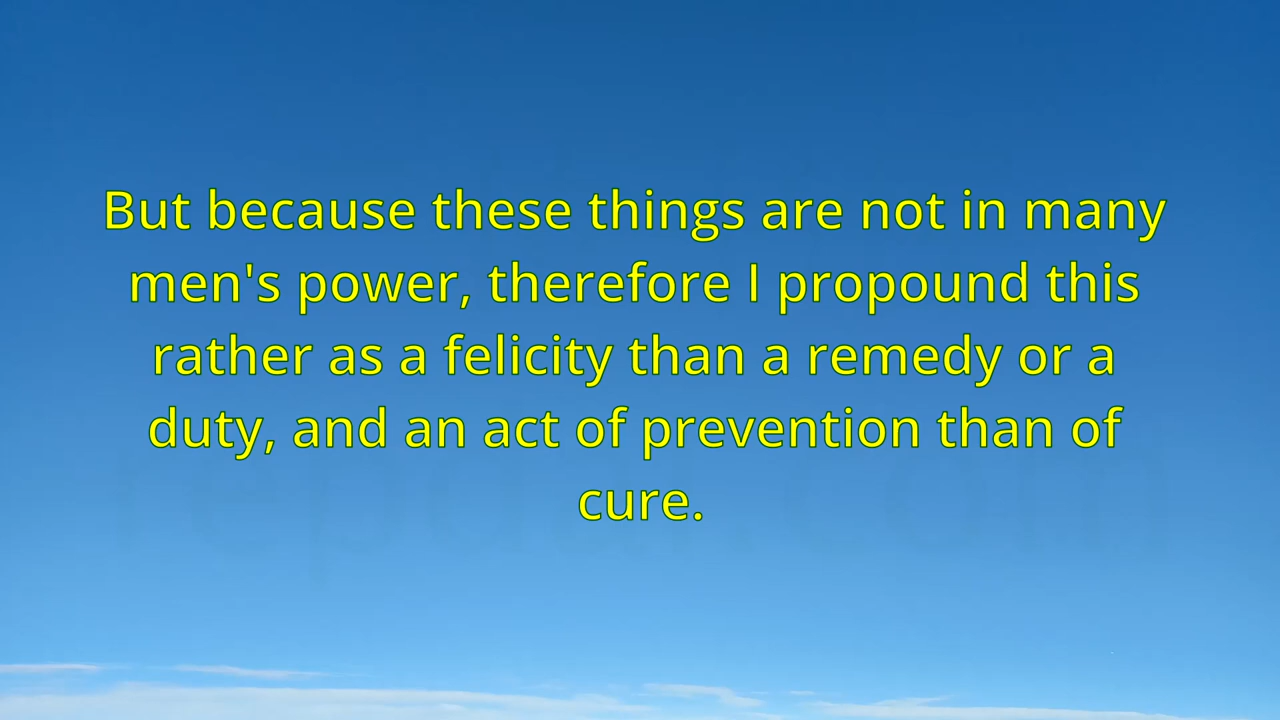 But because these things are not in many
men's power, therefore I propound this
rather as a felicity than a remedy or a
duty, and an act of prevention than of
cure.